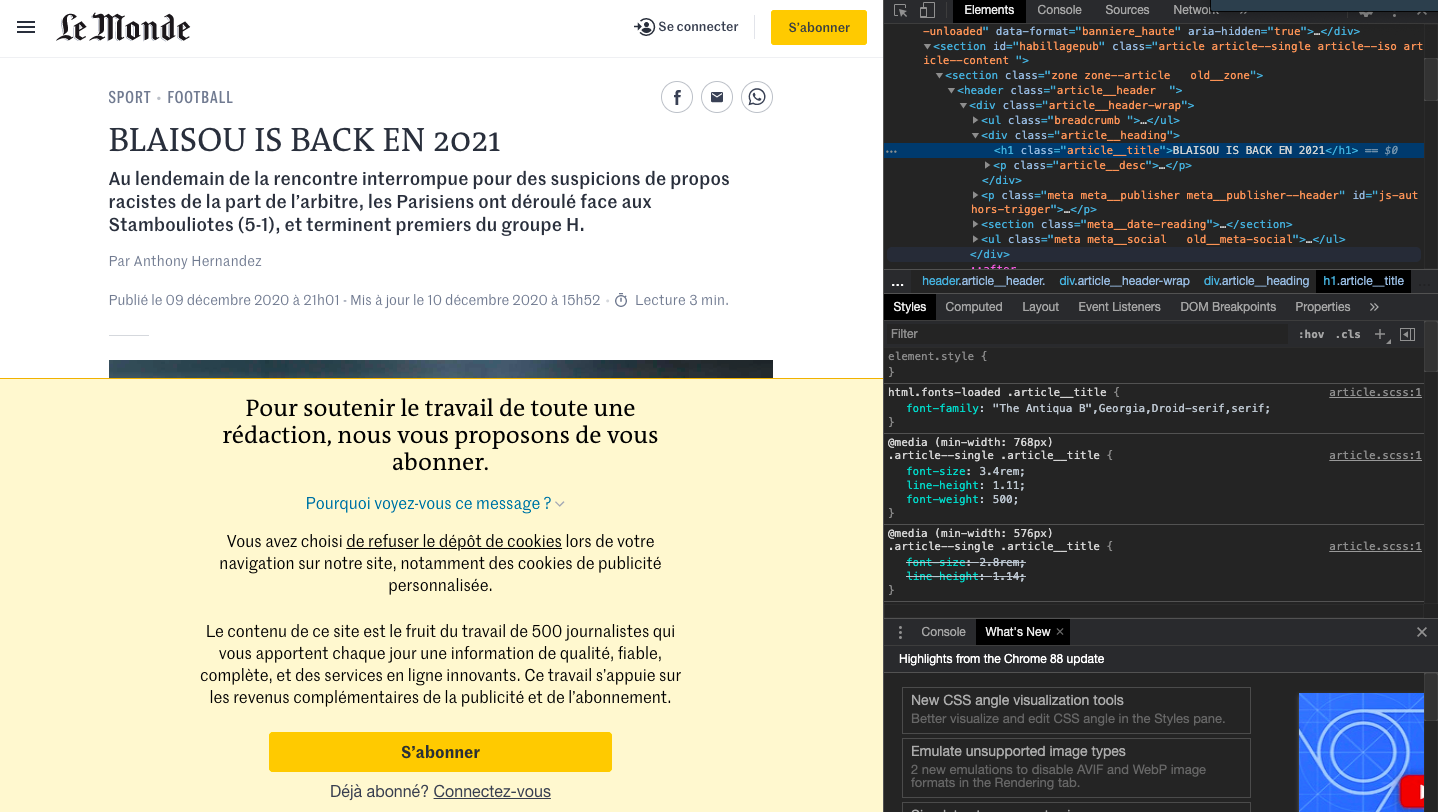 Le Monde
Se connecter
S'abonner
SPORT • FOOTBALL
BLAISOU IS BACK EN 2021
Au lendemain de la rencontre interrompue pour des suspicions de propos
racistes de la part de l'arbitre, les Parisiens ont déroulé face aux
Stambouliotes (5-1), et terminent premiers du groupe H.
Par Anthony Hernandez
Publié le 09 décembre 2020 à 21h01 - Mis à jour le 10 décembre 2020 à 15h52 • Lecture 3 min.
Pour soutenir le travail de toute une
rédaction, nous vous proposons de vous
abonner.
Pourquoi voyez-vous ce message ?
Vous avez choisi de refuser le dépôt de cookies lors de votre
navigation sur notre site, notamment des cookies de publicité
personnalisée.
Le contenu de ce site est le fruit du travail de 500 journalistes qui
vous apportent chaque jour une information de qualité, fiable,
complète, et des services en ligne innovants. Ce travail s'appuie sur
les revenus complémentaires de la publicité et de l'abonnement.
S'abonner
Déjà abonné? Connectez-vous
Elements Console Sources
-unloaded" data-format="banniere_haute" aria-hidden="true">…</div>
<section id="habillagepub" class="article article--single article--iso art
icle--content ">
<section class="zone zone--article   old__zone">
<header class="article__header  ">
<div class="article__header-wrap">
<ul class="breadcrumb ">…</ul>
<div class="article__heading">
<h1 class="article__title">BLAISOU IS BACK EN 2021</h1> == $0
<p class="article__desc">…</p>
</div>
<p class="meta meta__publisher meta__publisher--header" id="js-aut
hors-trigger">…</p>
<section class="meta__date-reading">…</section>
<ul class="meta meta__social   old__meta-social">…</ul>
</div>
::after
... header.article__header. div.article__header-wrap div.article__heading h1.article__title
Styles Computed Layout Event Listeners DOM Breakpoints Properties »
Filter :hov .cls +
element.style {
}
html.fonts-loaded .article__title { article.scss:1
font-family: "The Antiqua B",Georgia,Droid-serif,serif;
}
@media (min-width: 768px)
.article--single .article__title { article.scss:1
font-size: 3.4rem;
line-height: 1.11;
font-weight: 500;
}
@media (min-width: 576px)
.article--single .article__title { article.scss:1
font-size: 2.8rem;
line-height: 1.14;
}
Console What's New ×
Highlights from the Chrome 88 update
New CSS angle visualization tools
Better visualize and edit CSS angle in the Styles pane.
Emulate unsupported image types
2 new emulations to disable AVIF and WebP image
formats in the Rendering tab.